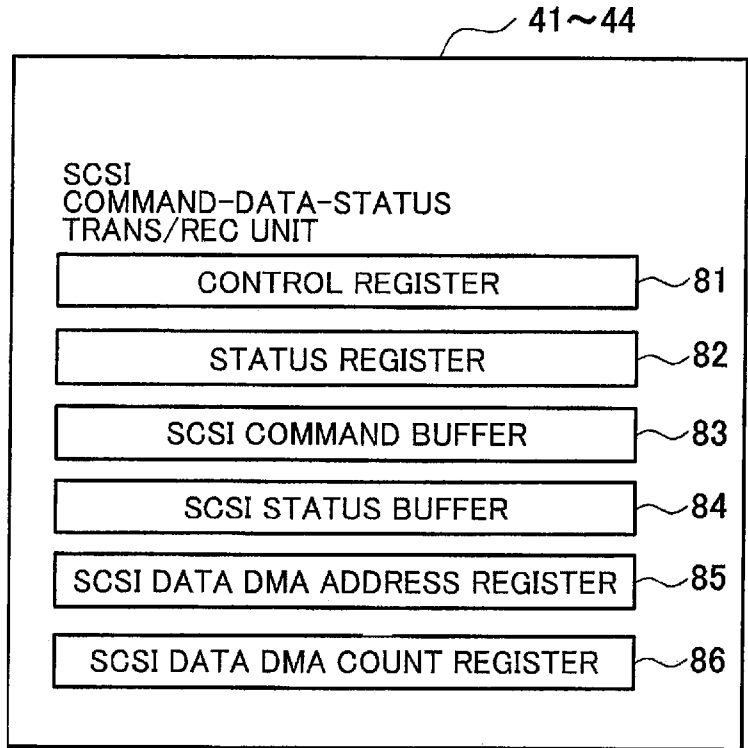 41~44
SCSI
COMMAND-DATA-STATUS
TRANS/REC UNIT
CONTROL REGISTER 81
STATUS REGISTER 82
SCSI COMMAND BUFFER 83
SCSI STATUS BUFFER 84
SCSI DATA DMA ADDRESS REGISTER 85
SCSI DATA DMA COUNT REGISTER 86